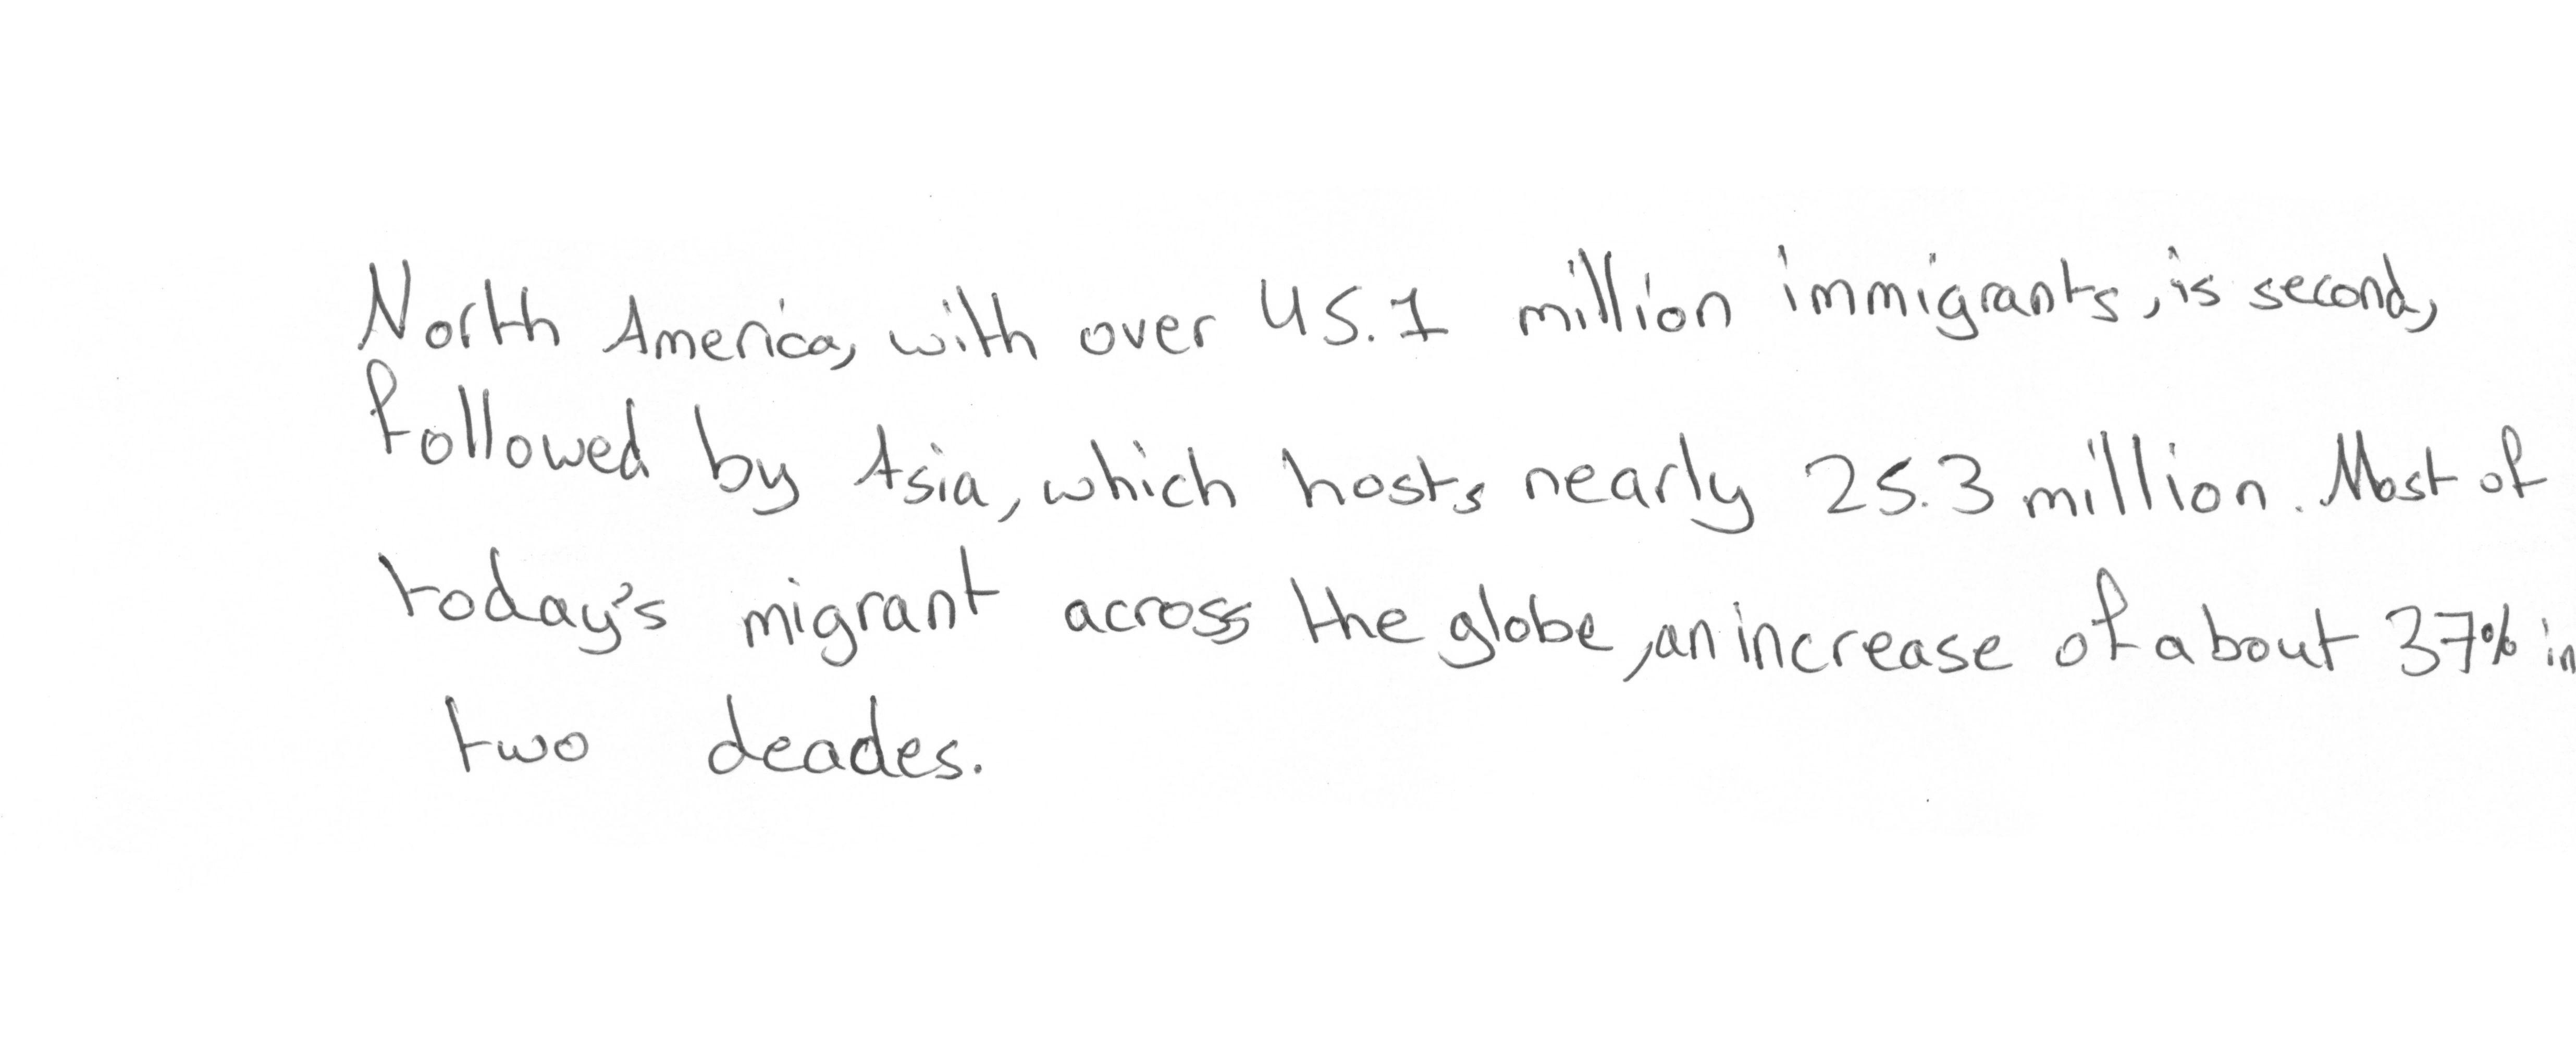 North America, with over 45.1 million immigrants, is second,
followed by Asia, which hosts nearly 25.3 million. Most of
today's migrant across the globe, an increase of about 37% in
two deades.